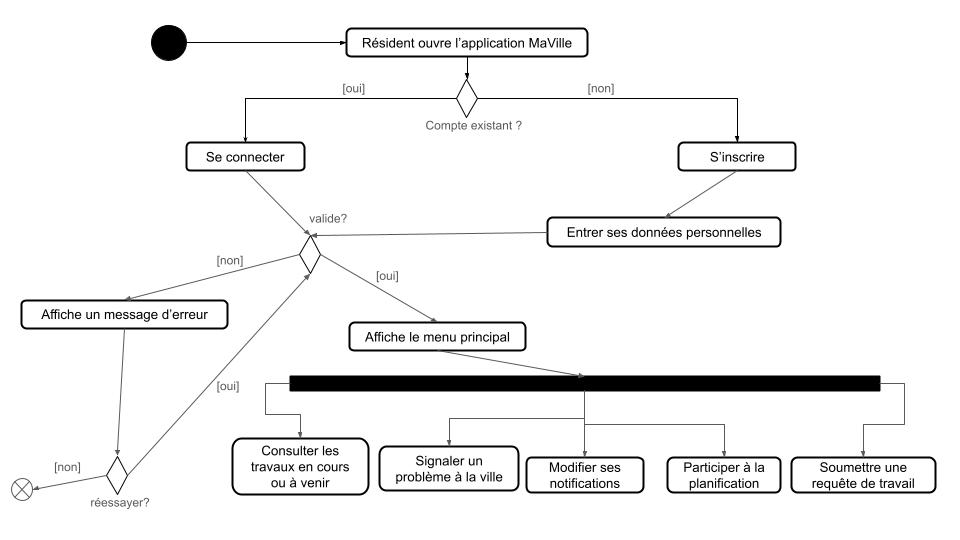 Résident ouvre l'application MaVille
[oui]
[non]
Compte existant ?
Se connecter
S'inscrire
valide?
Entrer ses données personnelles
[non]
[oui]
Affiche un message d'erreur
Affiche le menu principal
[oui]
Consulter les
travaux en cours
ou à venir
Signaler un
problème à la ville
Modifier ses
notifications
Participer à la
planification
Soumettre une
requête de travail
[non]
réessayer?